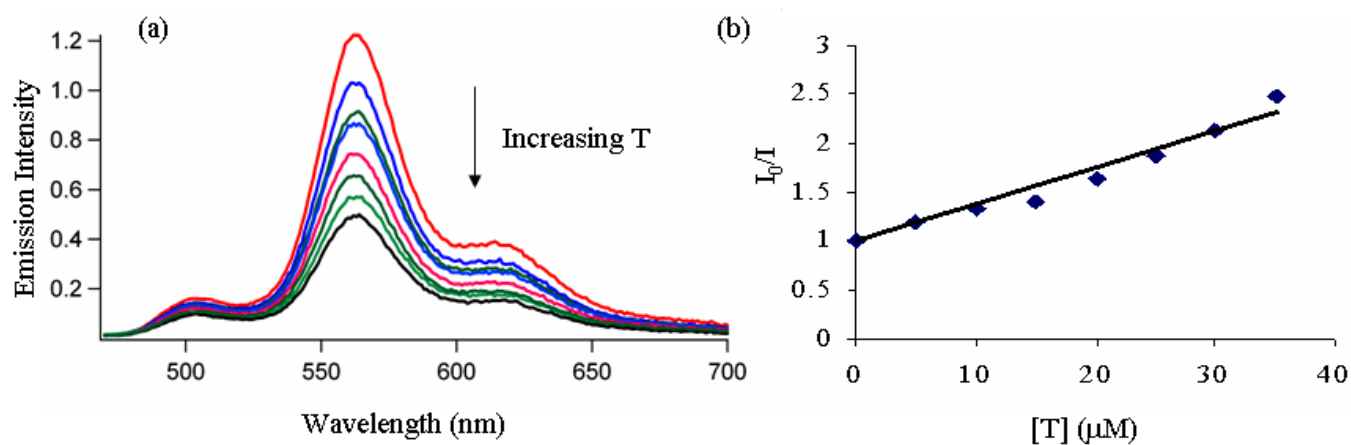 (a)
1.2
1.0
0.8
0.6
0.4
0.2
Emission Intensity
Increasing T
500 550 600 650 700
Wavelength (nm)
(b)
3
2.5
2
1.5
1
0.5
0
I₀/I
0 10 20 30 40
[T] (μM)